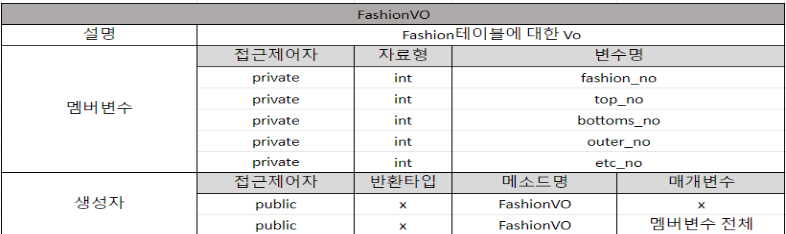 FashionVO
설명 Fashion테이블에 대한 Vo
멤버변수
접근제어자 자료형 변수명
private int fashion_no
private int top_no
private int bottoms_no
private int outer_no
private int etc_no
생성자
접근제어자 반환타입 메소드명 매개변수
public x FashionVO x
public x FashionVO 멤버변수 전체